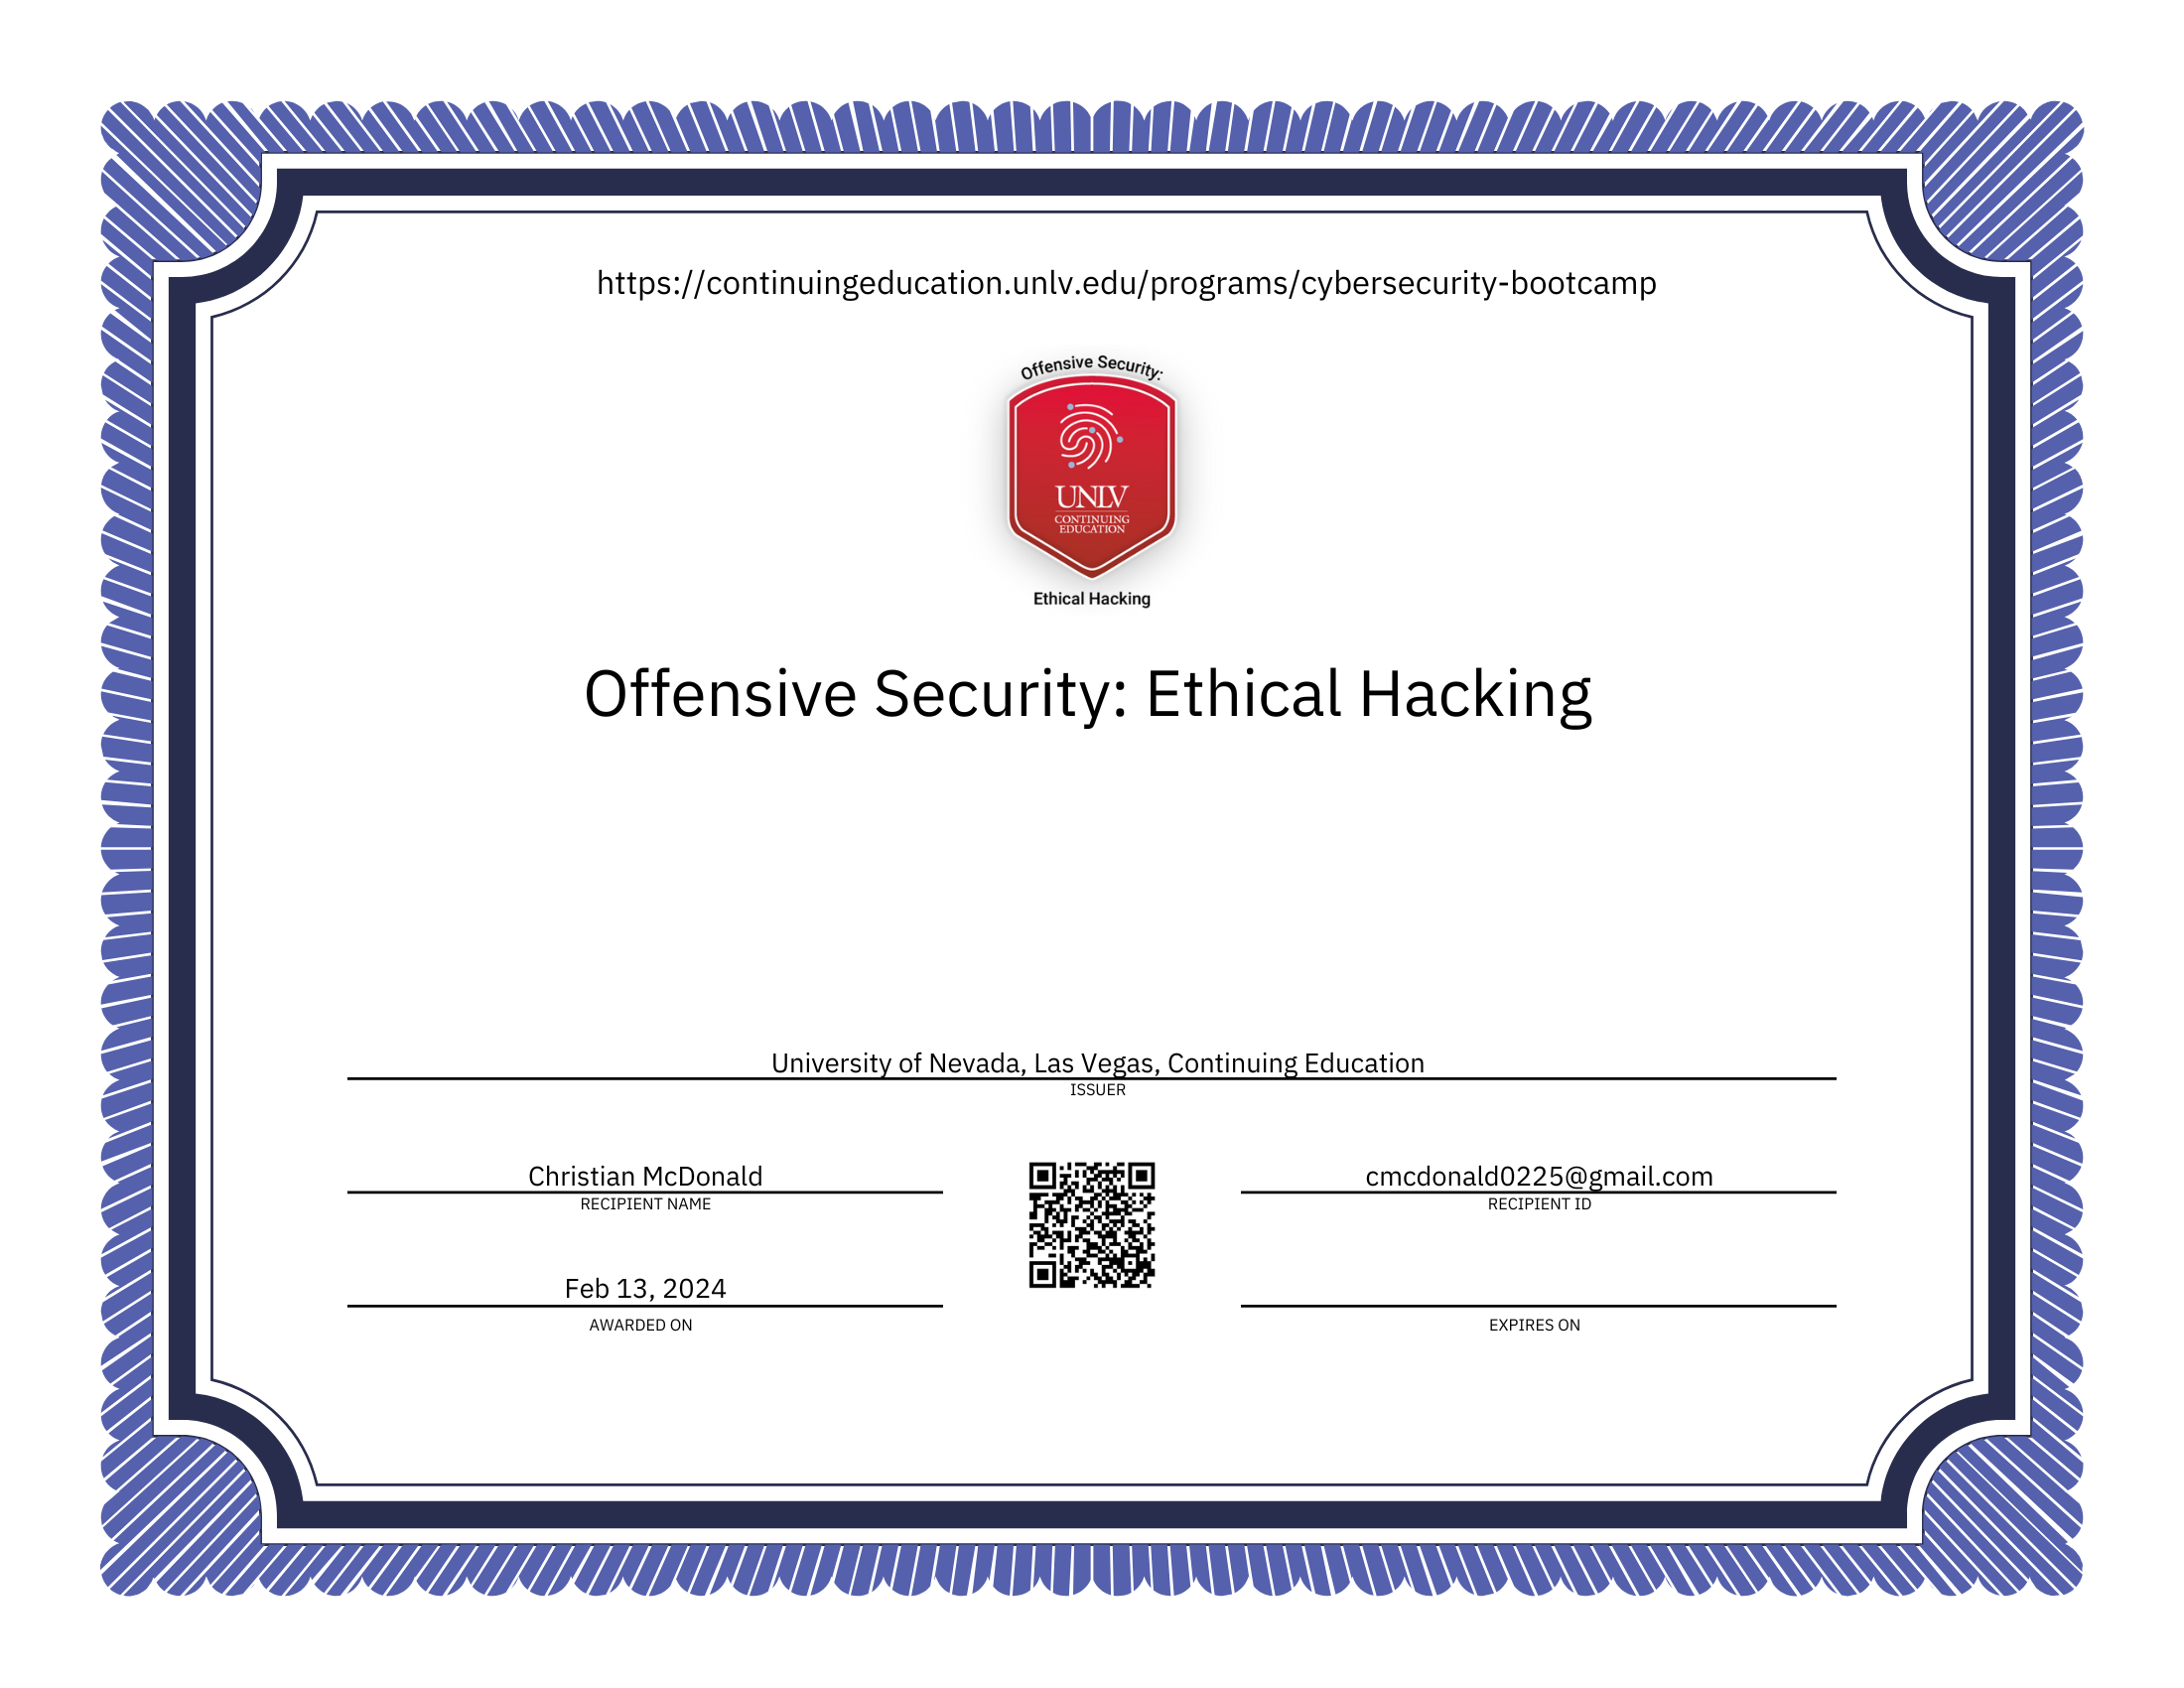 https://continuingeducation.unlv.edu/programs/cybersecurity-bootcamp
Offensive Security:
UNLV
CONTINUING
EDUCATION
Ethical Hacking
Offensive Security: Ethical Hacking
University of Nevada, Las Vegas, Continuing Education
ISSUER
Christian McDonald
RECIPIENT NAME
cmcdonald0225@gmail.com
RECIPIENT ID
Feb 13, 2024
AWARDED ON
EXPIRES ON